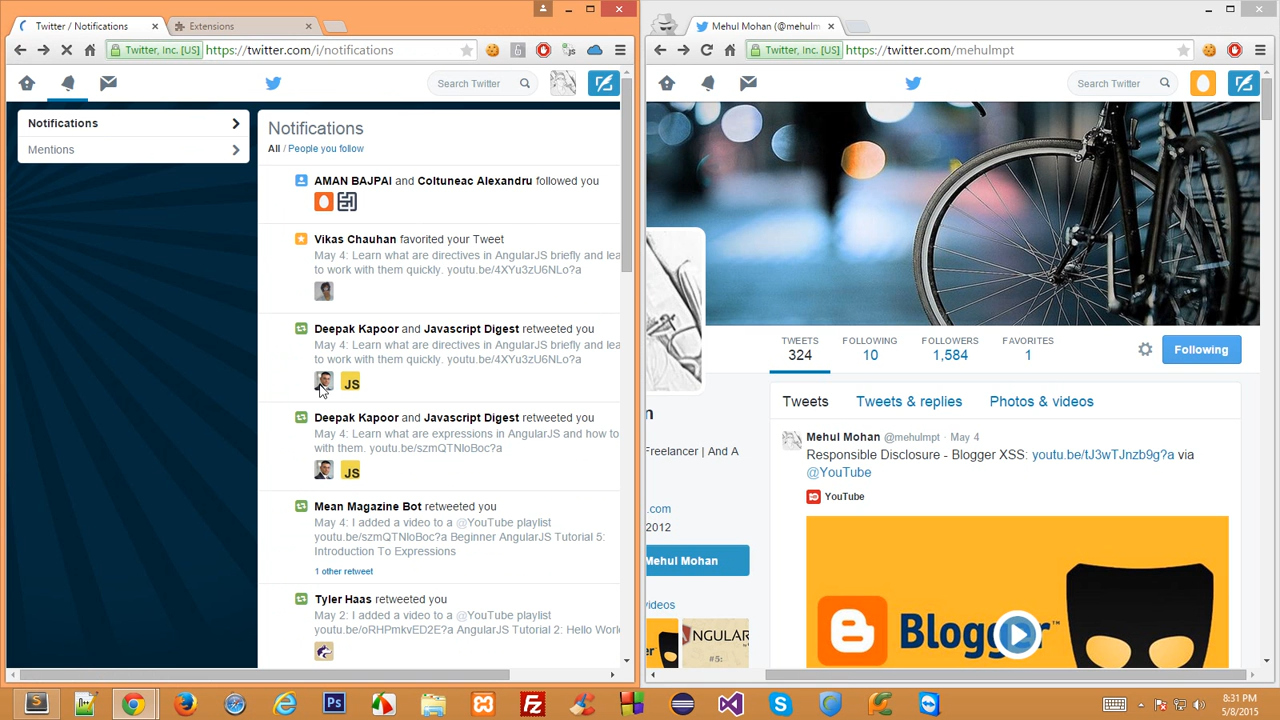 Twitter / Notifications
Extensions
Twitter, Inc. [US]
https://twitter.com/i/notifications
Search Twitter
Notifications
Mentions
Notifications
All / People you follow
AMAN BAJPAI and Coltuneac Alexandru followed you
Vikas Chauhan favorited your Tweet
May 4: Learn what are directives in AngularJS briefly and lea
to work with them quickly. youtu.be/4XYu3zU6NLo?a
Deepak Kapoor and Javascript Digest retweeted you
May 4: Learn what are directives in AngularJS briefly and lea
to work with them quickly. youtu.be/4XYu3zU6NLo?a
JS
Deepak Kapoor and Javascript Digest retweeted you
May 4: Learn what are expressions in AngularJS and how to
with them. youtu.be/szmQTNloBoc?a
JS
Mean Magazine Bot retweeted you
May 4: I added a video to a @YouTube playlist
youtu.be/szmQTNloBoc?a Beginner AngularJS Tutorial 5:
Introduction To Expressions
1 other retweet
Tyler Haas retweeted you
May 2: I added a video to a @YouTube playlist
youtu.be/oRHPmkvED2E?a AngularJS Tutorial 2: Hello Worl
Mehul Mohan (@mehulm
Twitter, Inc. [US]
https://twitter.com/mehulmpt
Search Twitter
TWEETS
324
FOLLOWING
10
FOLLOWERS
1,584
FAVORITES
1
Following
n
Freelancer | And A
.com
2012
Mehul Mohan
videos
NGULAR
#5:
Tweets
Tweets & replies
Photos & videos
Mehul Mohan @mehulmpt · May 4
Responsible Disclosure - Blogger XSS: youtu.be/tJ3wTJnzb9g?a via
@YouTube
YouTube
Blogger™
Ps
Fz
S
8:31 PM
5/8/2015